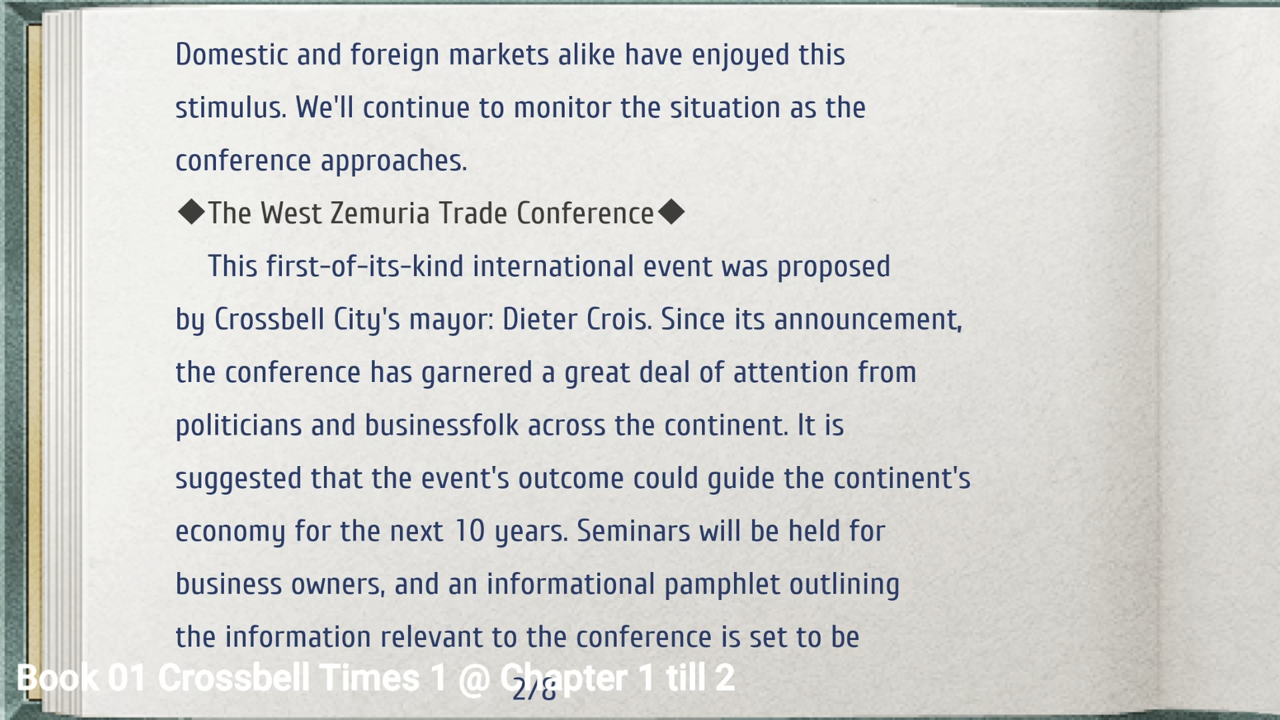 Domestic and foreign markets alike have enjoyed this
stimulus. We'll continue to monitor the situation as the
conference approaches.
◆The West Zemuria Trade Conference◆
This first-of-its-kind international event was proposed
by Crossbell City's mayor: Dieter Crois. Since its announcement,
the conference has garnered a great deal of attention from
politicians and businessfolk across the continent. It is
suggested that the event's outcome could guide the continent's
economy for the next 10 years. Seminars will be held for
business owners, and an informational pamphlet outlining
the information relevant to the conference is set to be
Book 01 Crossbell Times 1 @ Chapter 1 till 2
2/8